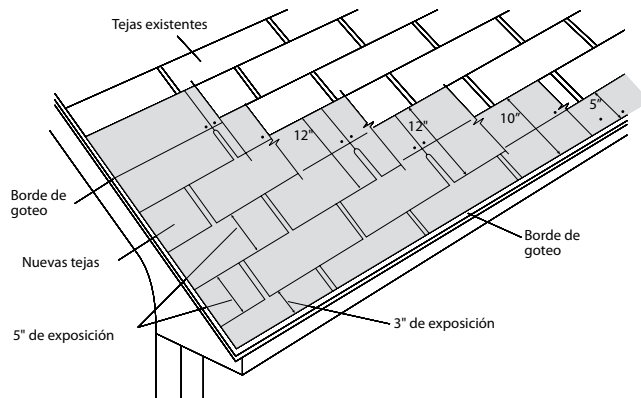 Tejas existentes
5"
10"
12"
12"
Borde de
goteo
Borde de
goteo
Nuevas tejas
5" de exposición
3" de exposición